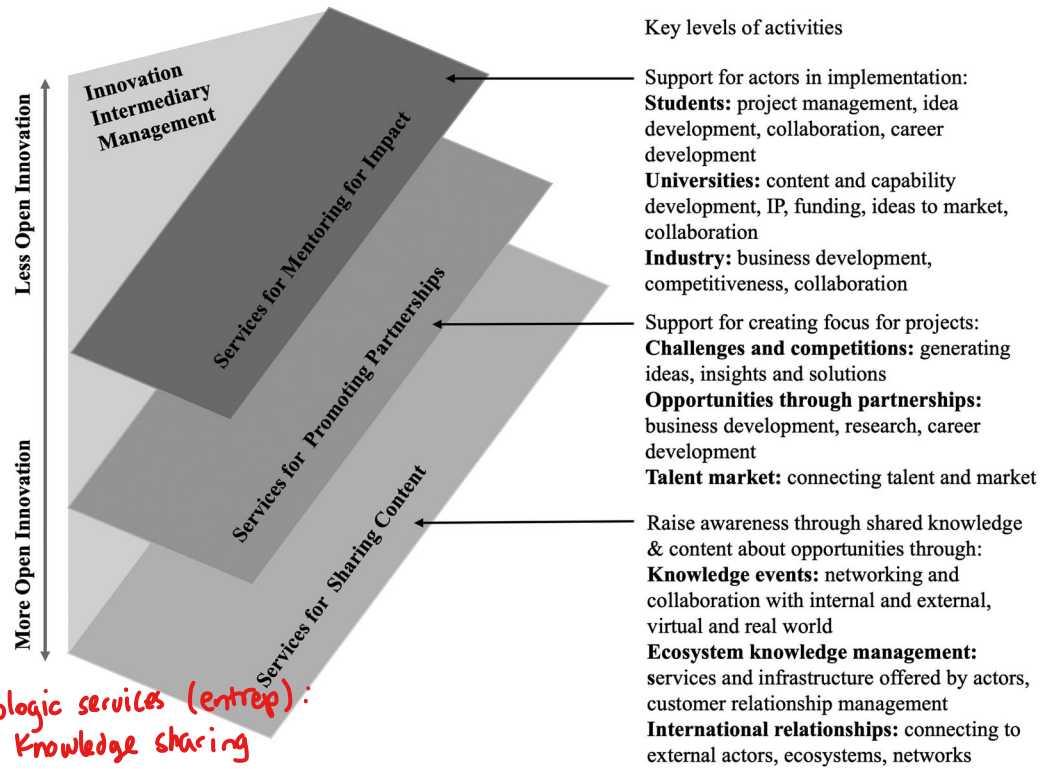 Key levels of activities
Innovation
Intermediary
Management
Less Open Innovation
More Open Innovation
Services for Mentoring for Impact
Services for Promoting Partnerships
Services for Sharing Content
Support for actors in implementation:
Students: project management, idea
development, collaboration, career
development
Universities: content and capability
development, IP, funding, ideas to market,
collaboration
Industry: business development,
competitiveness, collaboration
Support for creating focus for projects:
Challenges and competitions: generating
ideas, insights and solutions
Opportunities through partnerships:
business development, research, career
development
Talent market: connecting talent and market
Raise awareness through shared knowledge
& content about opportunities through:
Knowledge events: networking and
collaboration with internal and external,
virtual and real world
Ecosystem knowledge management:
services and infrastructure offered by actors,
customer relationship management
International relationships: connecting to
external actors, ecosystems, networks
services (entrep):
Knowledge sharing